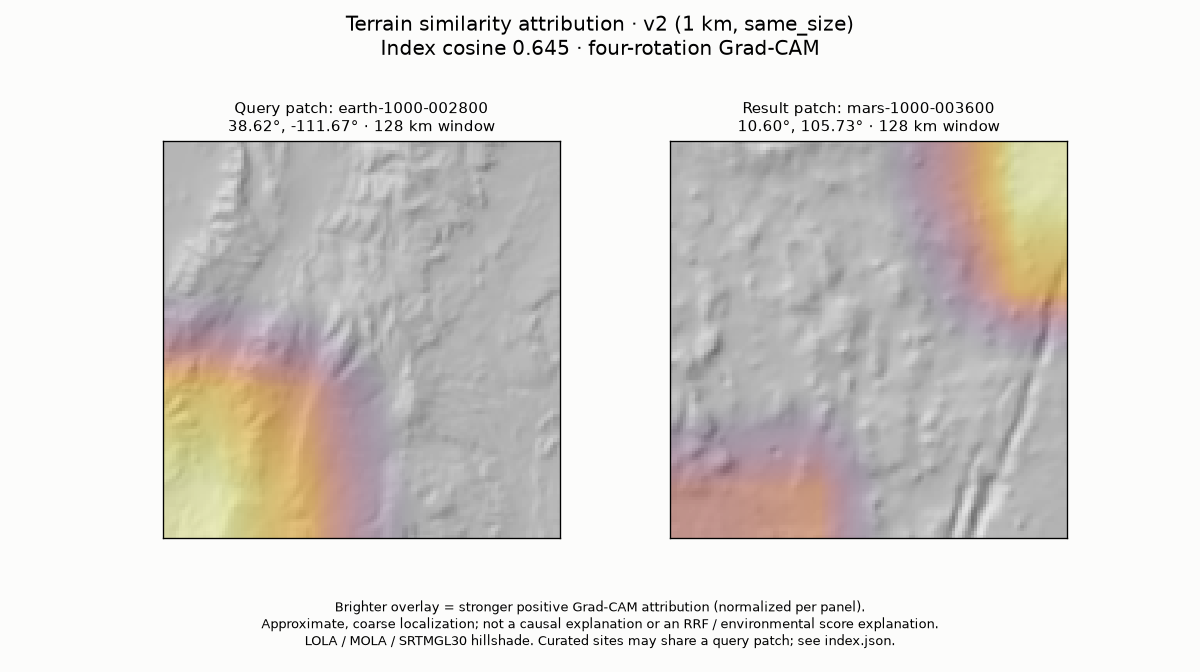 Terrain similarity attribution · v2 (1 km, same_size)
Index cosine 0.645 · four-rotation Grad-CAM
Query patch: earth-1000-002800
38.62°, -111.67° · 128 km window
Result patch: mars-1000-003600
10.60°, 105.73° · 128 km window
Brighter overlay = stronger positive Grad-CAM attribution (normalized per panel).
Approximate, coarse localization; not a causal explanation or an RRF / environmental score explanation.
LOLA / MOLA / SRTMGL30 hillshade. Curated sites may share a query patch; see index.json.